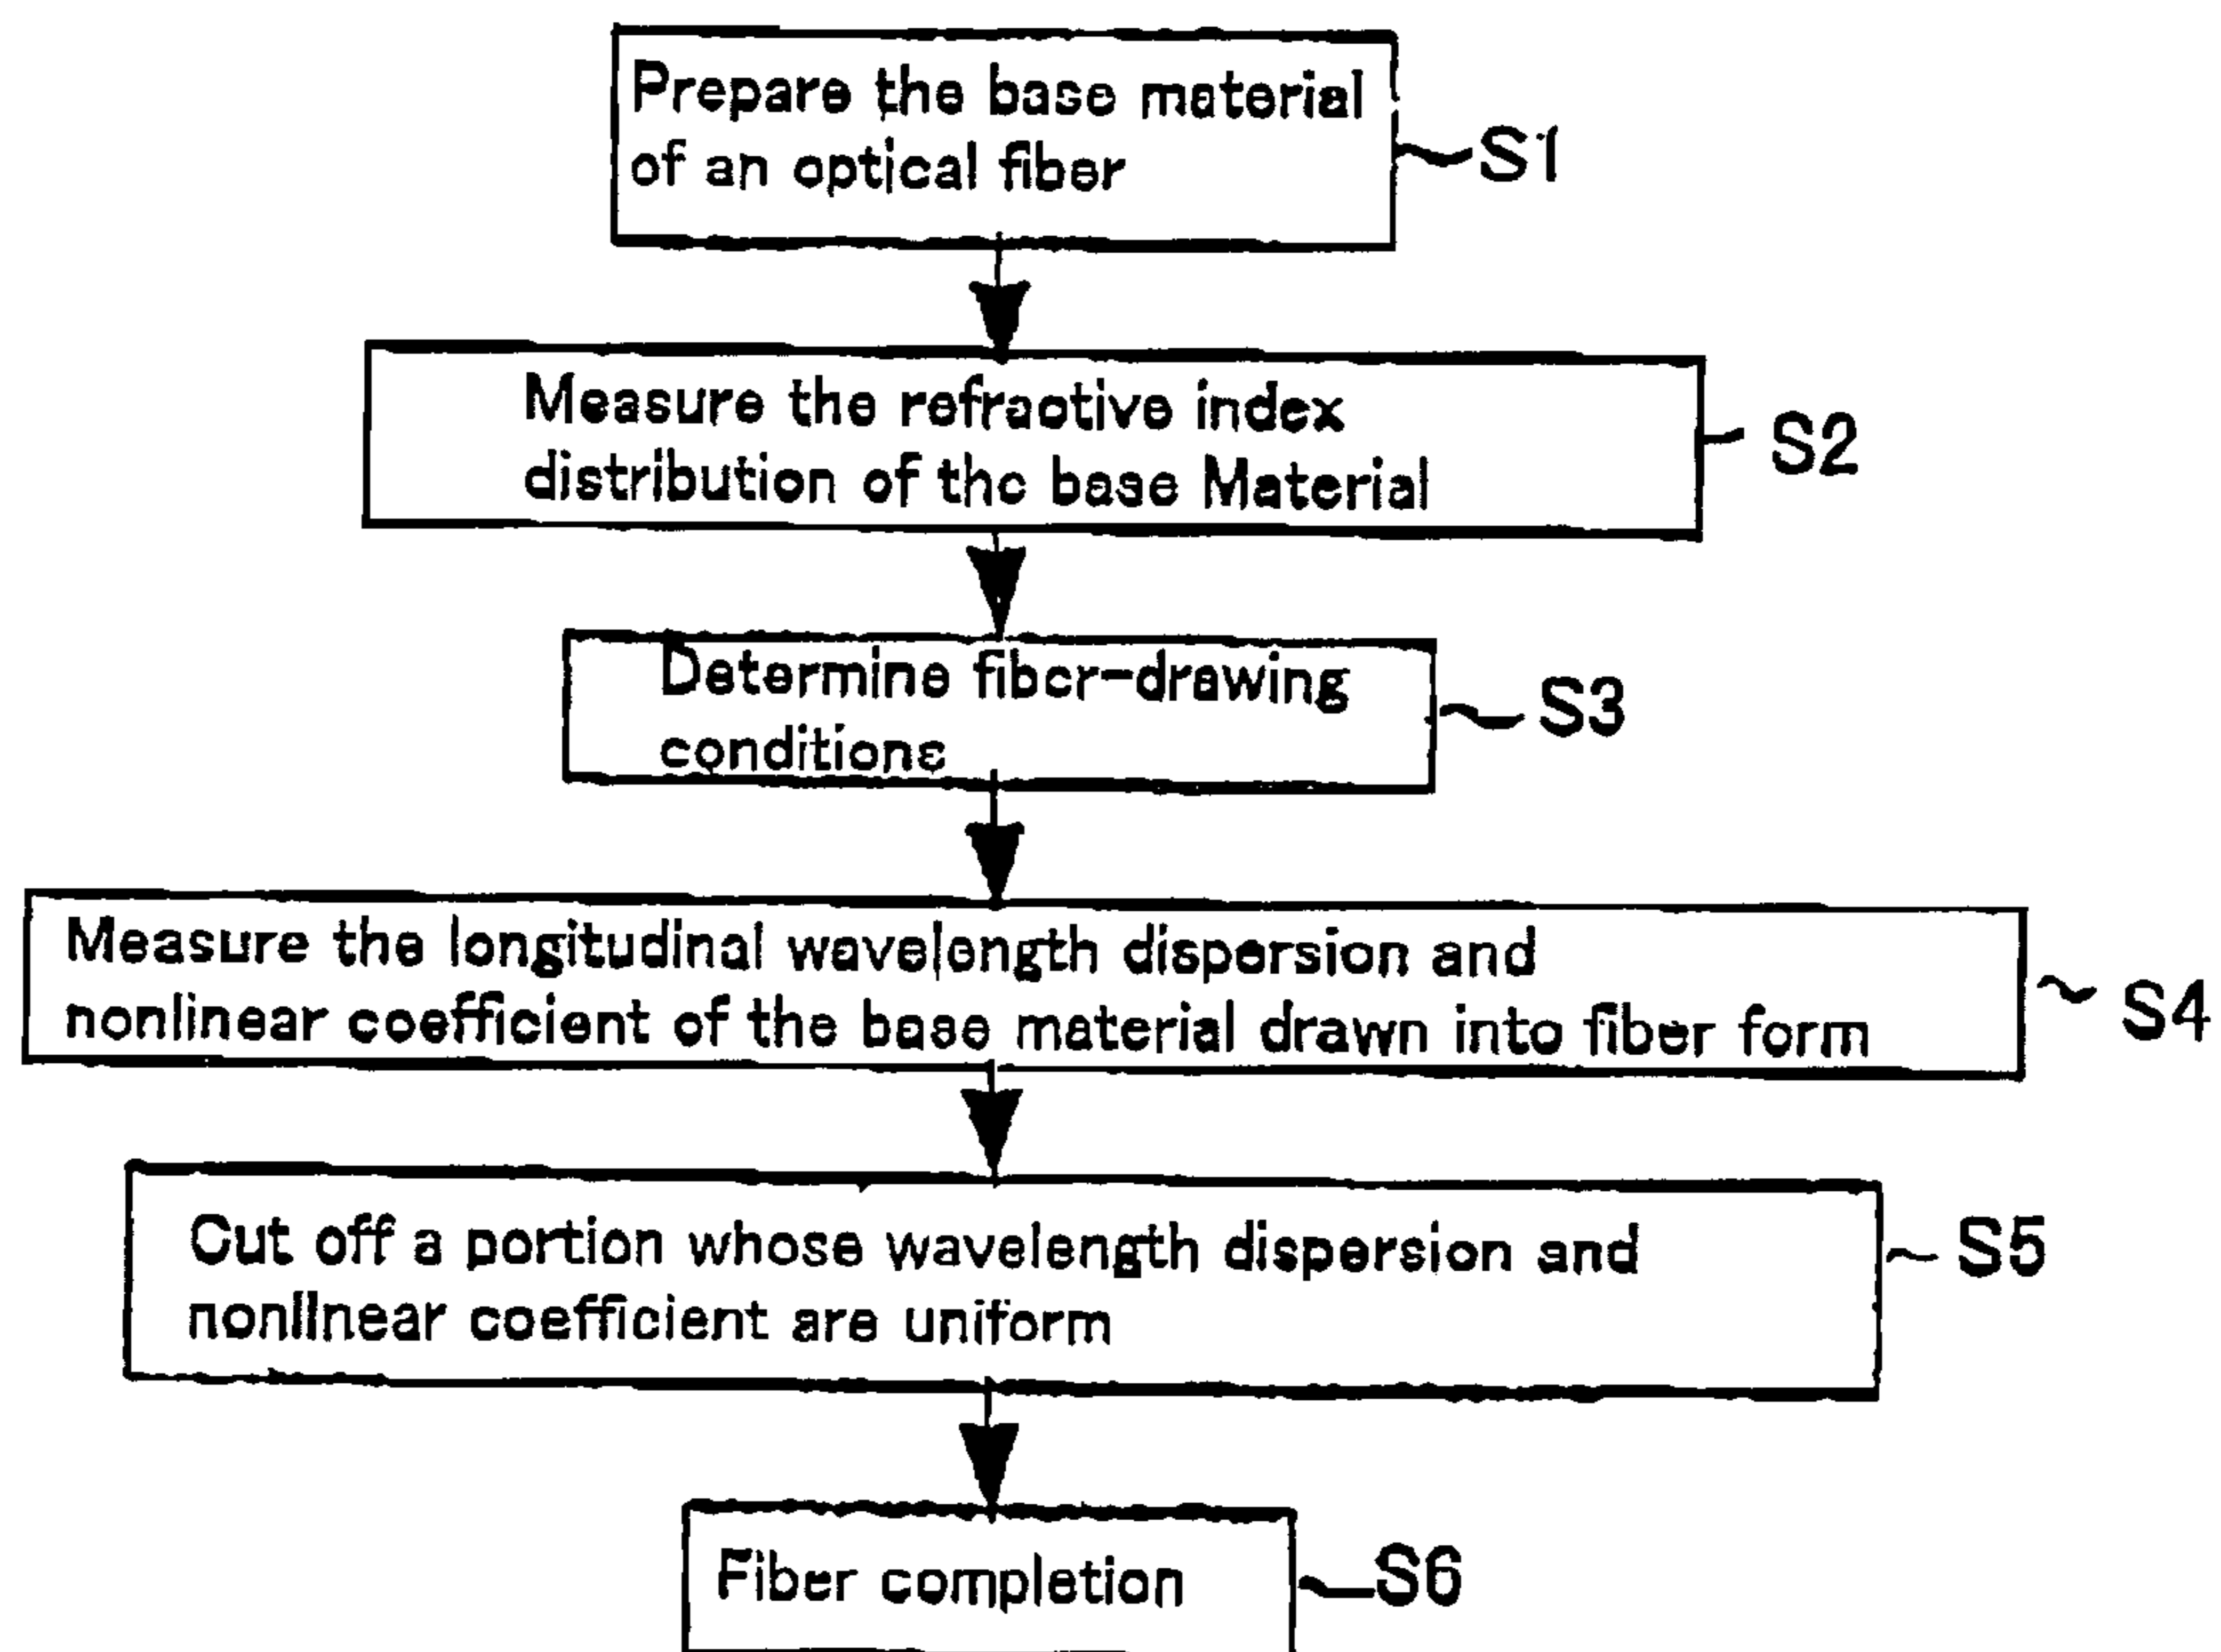 Prepare the base material
of an optical fiber
S1
Measure the refractive index
distribution of the base Material
S2
Determine fiber-drawing
conditions
S3
Measure the longitudinal wavelength dispersion and
nonlinear coefficient of the base material drawn into fiber form
S4
Cut off a portion whose wavelength dispersion and
nonlinear coefficient are uniform
S5
Fiber completion
S6